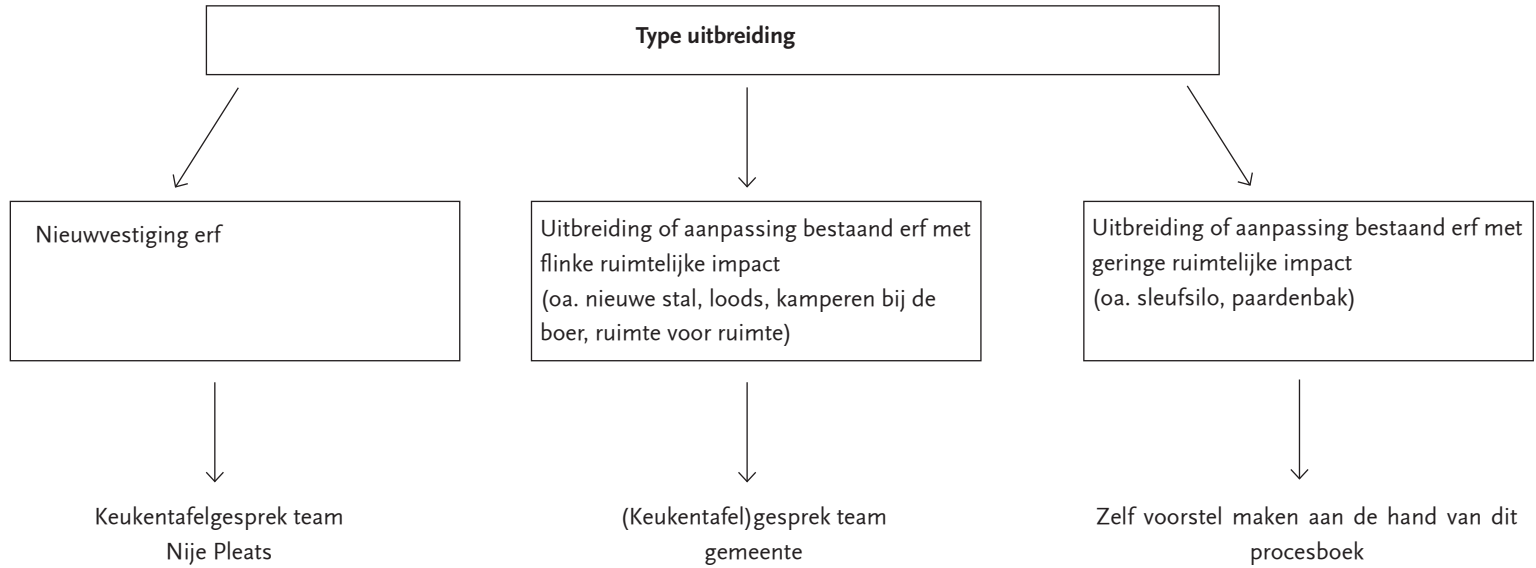 Type uitbreiding
Nieuwvestiging erf
Uitbreiding of aanpassing bestaand erf met
flinke ruimtelijke impact
(oa. nieuwe stal, loods, kamperen bij de
boer, ruimte voor ruimte)
Uitbreiding of aanpassing bestaand erf met
geringe ruimtelijke impact
(oa. sleufsilo, paardenbak)
Keukentafelgesprek team
Nije Pleats
(Keukentafel)gesprek team
gemeente
Zelf voorstel maken aan de hand van dit
procesboek